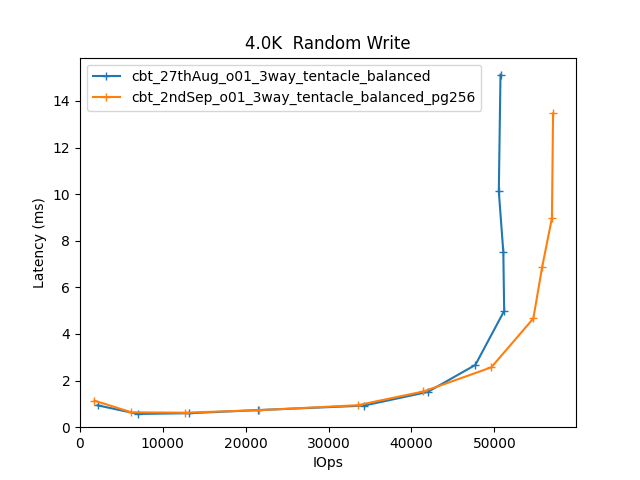 4.0K  Random Write
cbt_27thAug_o01_3way_tentacle_balanced
cbt_2ndSep_o01_3way_tentacle_balanced_pg256
14
12
10
8
6
4
2
0
Latency (ms)
0 10000 20000 30000 40000 50000
IOps